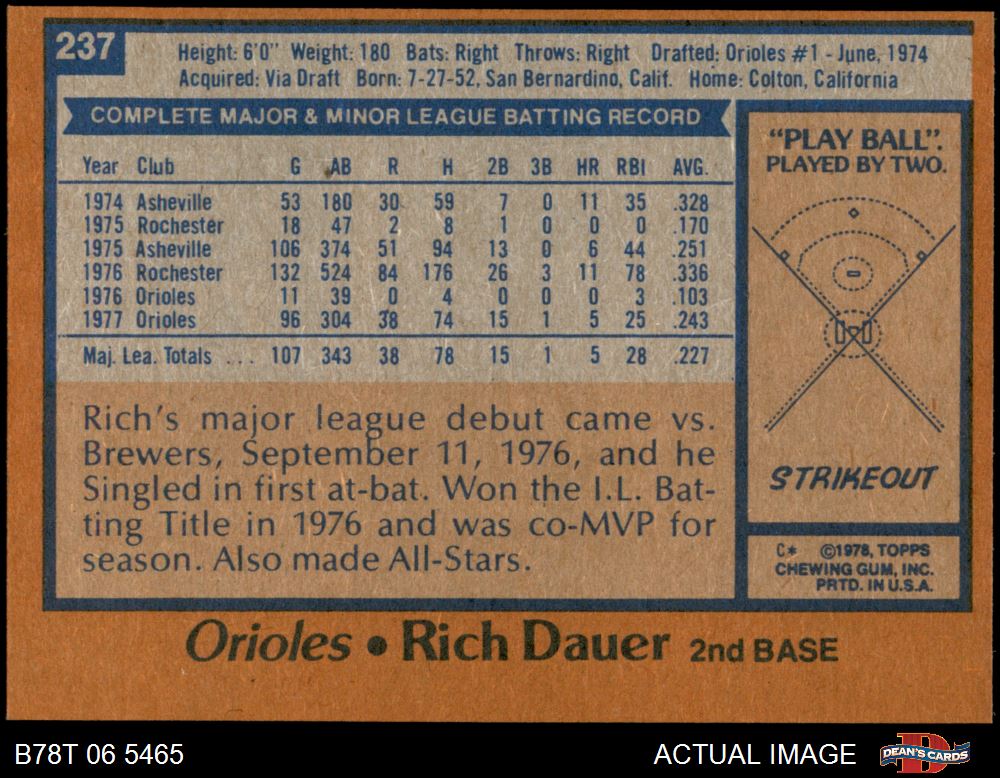 237
Height: 6'0" Weight: 180 Bats: Right Throws: Right Drafted: Orioles #1 - June, 1974
Acquired: Via Draft Born: 7-27-52, San Bernardino, Calif. Home: Colton, California
COMPLETE MAJOR & MINOR LEAGUE BATTING RECORD
Year Club G AB R H 2B 3B HR RBI AVG.
1974 Asheville 53 180 30 59 7 0 11 35 .328
1975 Rochester 18 47 2 8 1 0 0 0 .170
1975 Asheville 106 374 51 94 13 0 6 44 .251
1976 Rochester 132 524 84 176 26 3 11 78 .336
1976 Orioles 11 39 0 4 0 0 0 3 .103
1977 Orioles 96 304 38 74 15 1 5 25 .243
Maj. Lea. Totals ... 107 343 38 78 15 1 5 28 .227
Rich's major league debut came vs.
Brewers, September 11, 1976, and he
Singled in first at-bat. Won the I.L. Bat-
ting Title in 1976 and was co-MVP for
season. Also made All-Stars.
"PLAY BALL".
PLAYED BY TWO.
STRIKEOUT
C* ©1978, TOPPS
CHEWING GUM, INC.
PRTD. IN U.S.A.
Orioles • Rich Dauer 2nd BASE
B78T 06 5465
ACTUAL IMAGE
DEAN'S CARDS